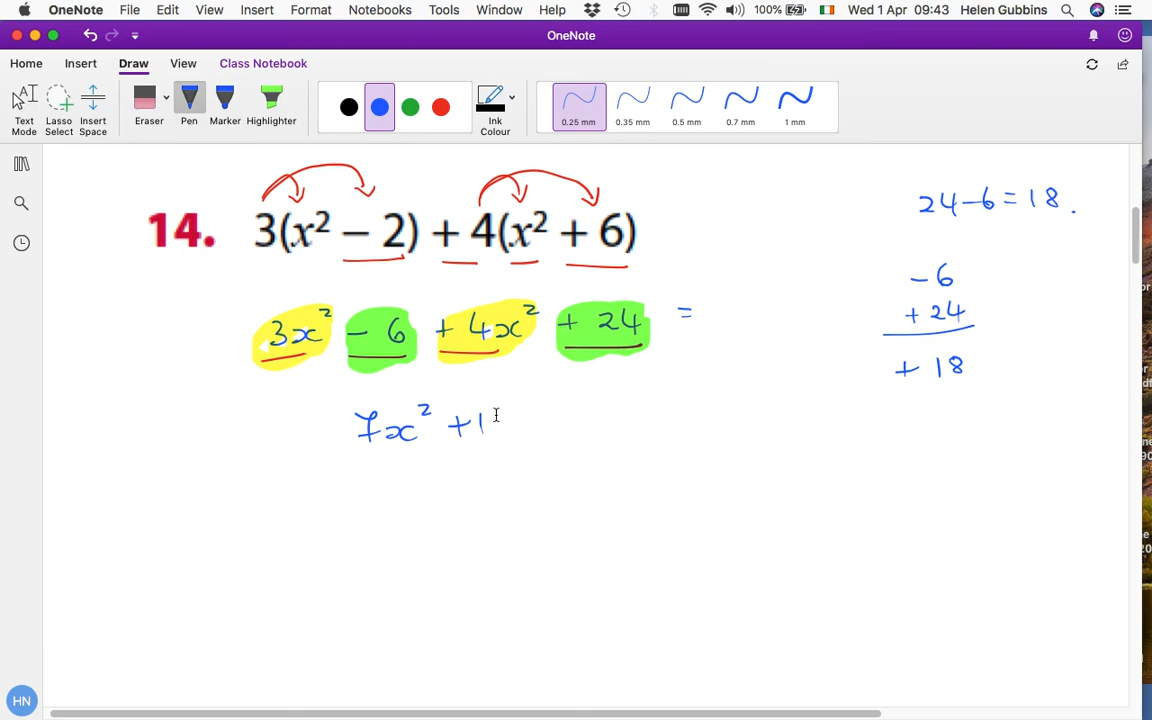 OneNote File Edit View Insert Format Notebooks Tools Window Help 100% Wed 1 Apr 09:43 Helen Gubbins
OneNote
Home Insert Draw View Class Notebook
Text Mode
Lasso Select
Insert Space
Eraser
Pen
Marker
Highlighter
Ink Colour
0.25 mm
0.35 mm
0.5 mm
0.7 mm
1 mm
24-6=18.
14. 3(x² − 2) + 4(x² + 6)
-6
+24
+18
3x² - 6 + 4x² + 24 =
7x² +1
HN